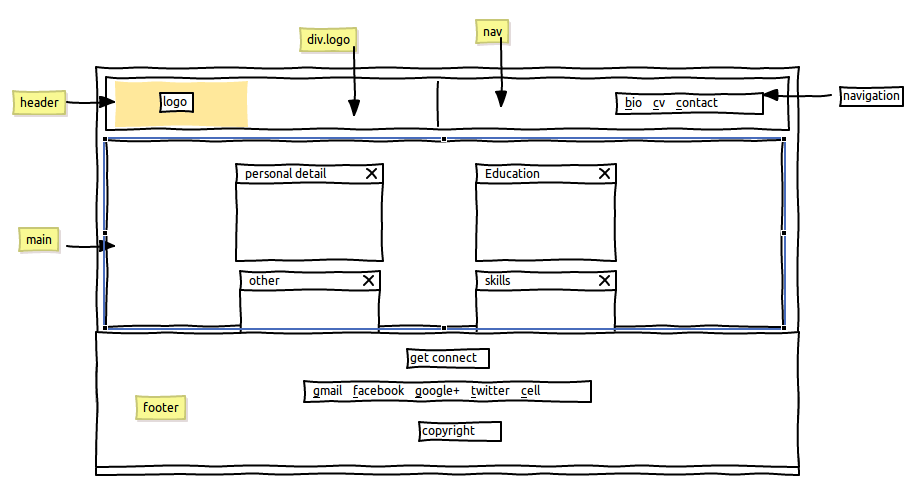 div.logo
nav
header
logo
bio cv contact
navigation
personal detail
Education
main
other
skills
get connect
gmail facebook google+ twitter cell
footer
copyright